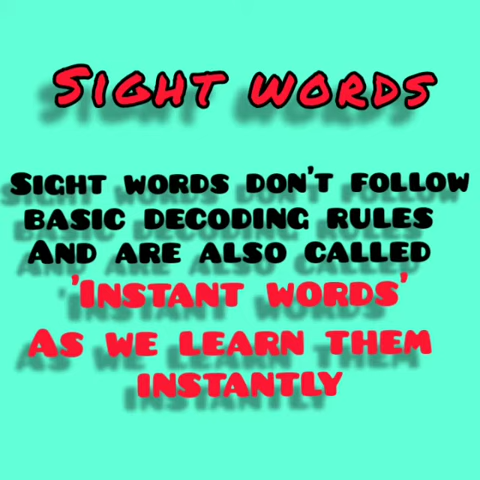 Sight words
Sight words don't follow
basic decoding rules
And are also called
'Instant words'
As we learn them
instantly